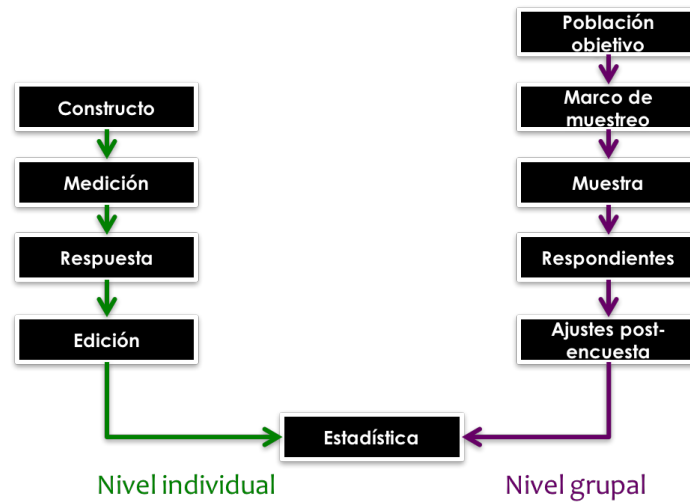 Constructo
Medición
Respuesta
Edición
Población
objetivo
Marco de
muestreo
Muestra
Respondientes
Ajustes post-
encuesta
Estadística
Nivel individual
Nivel grupal